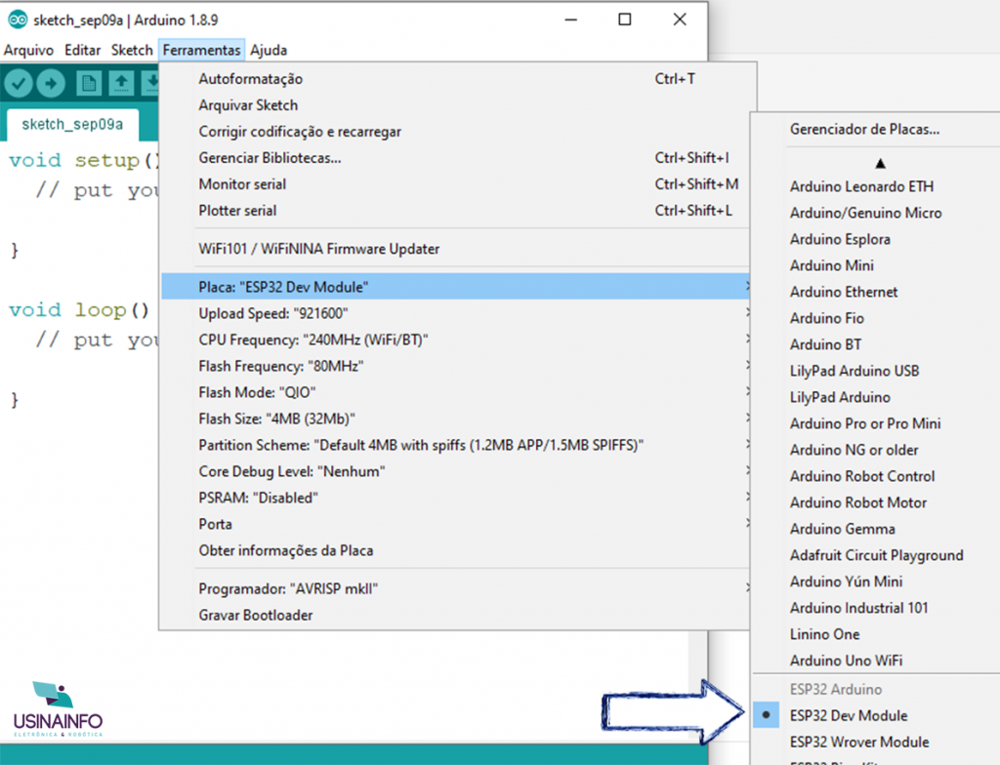 sketch_sep09a | Arduino 1.8.9
Arquivo Editar Sketch Ferramentas Ajuda
sketch_sep09a
void setup()
// put you
}
void loop()
// put you
}
Autoformatação Ctrl+T
Arquivar Sketch
Corrigir codificação e recarregar
Gerenciar Bibliotecas... Ctrl+Shift+I
Monitor serial Ctrl+Shift+M
Plotter serial Ctrl+Shift+L
WiFi101 / WiFiNINA Firmware Updater
Placa: "ESP32 Dev Module"
Upload Speed: "921600"
CPU Frequency: "240MHz (WiFi/BT)"
Flash Frequency: "80MHz"
Flash Mode: "QIO"
Flash Size: "4MB (32Mb)"
Partition Scheme: "Default 4MB with spiffs (1.2MB APP/1.5MB SPIFFS)"
Core Debug Level: "Nenhum"
PSRAM: "Disabled"
Porta
Obter informações da Placa
Programador: "AVRISP mkII"
Gravar Bootloader
Gerenciador de Placas...
Arduino Leonardo ETH
Arduino/Genuino Micro
Arduino Esplora
Arduino Mini
Arduino Ethernet
Arduino Fio
Arduino BT
LilyPad Arduino USB
LilyPad Arduino
Arduino Pro or Pro Mini
Arduino NG or older
Arduino Robot Control
Arduino Robot Motor
Arduino Gemma
Adafruit Circuit Playground
Arduino Yún Mini
Arduino Industrial 101
Linino One
Arduino Uno WiFi
ESP32 Arduino
ESP32 Dev Module
ESP32 Wrover Module
USINAINFO
ELETRÔNICA & ROBÓTICA